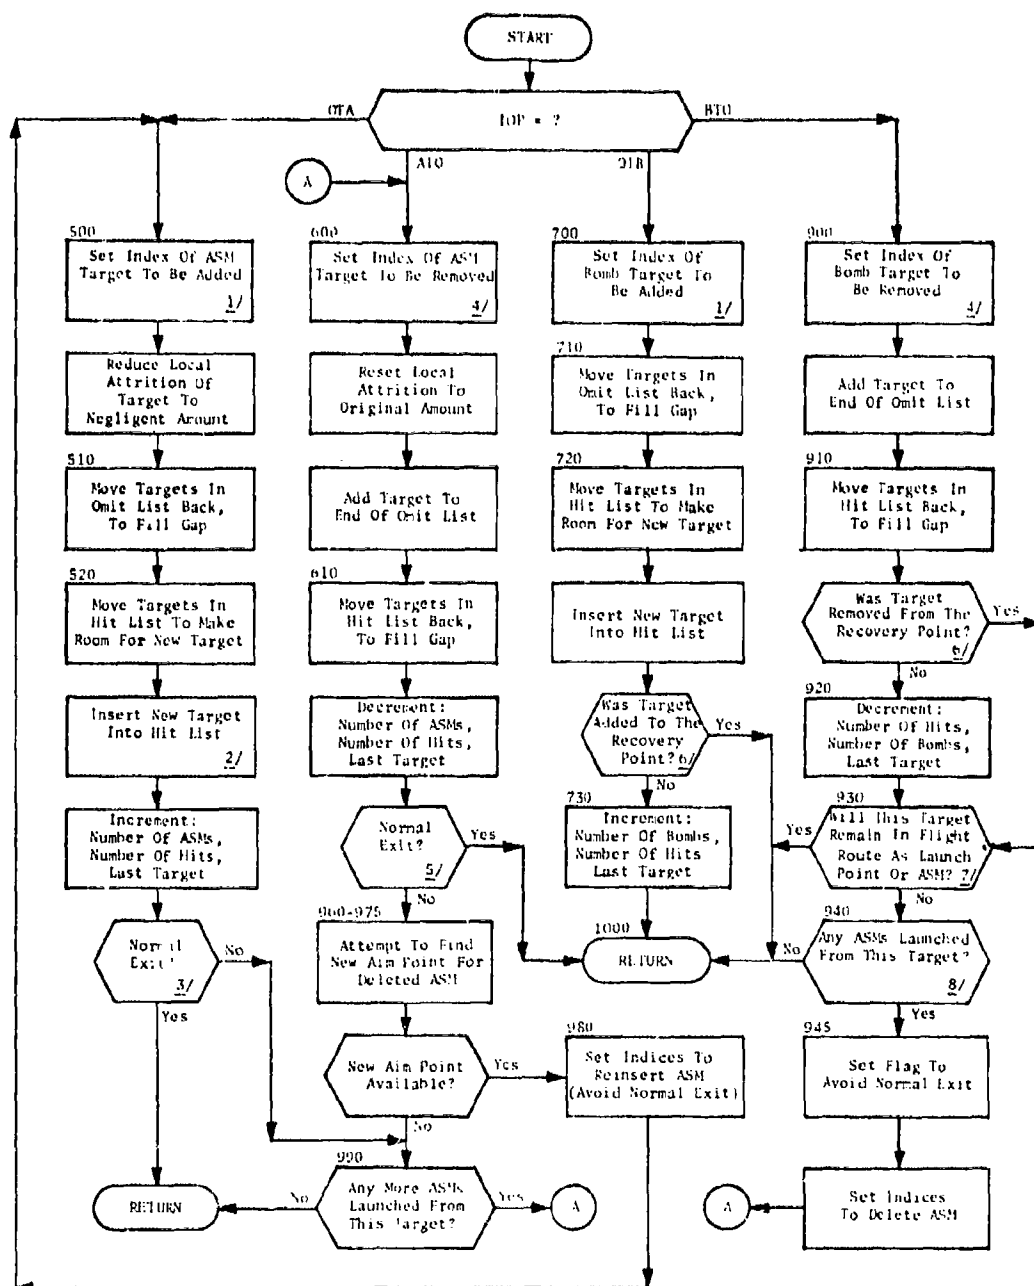 START
IOP = ?
OTA
BTO
ATO
OTB
A
500
Set Index Of ASM
Target To Be Added
1/
Reduce Local
Attrition Of
Target To
Negligent Amount
510
Move Targets In
Omit List Back,
To Fill Gap
520
Move Targets In
Hit List To Make
Room For New Target
Insert New Target
Into Hit List
2/
Increment:
Number Of ASMs,
Number Of Hits,
Last Target
Normal
Exit?
3/
No
Yes
RETURN
600
Set Index Of ASM
Target To Be Removed
4/
Reset Local
Attrition To
Original Amount
Add Target To
End Of Omit List
610
Move Targets In
Hit List Back,
To Fill Gap
Decrement:
Number Of ASMs,
Number Of Hits,
Last Target
Normal
Exit?
5/
Yes
No
960-975
Attempt To Find
New Aim Point For
Deleted ASM
New Aim Point
Available?
Yes
No
990
Any More ASMs
Launched From
This Target?
No
Yes
A
700
Set Index Of
Bomb Target To
Be Added
1/
710
Move Targets In
Omit List Back,
To Fill Gap
720
Move Targets In
Hit List To Make
Room For New Target
Insert New Target
Into Hit List
Was Target
Added To The
Recovery
Point? 6/
Yes
No
730
Increment:
Number Of Bombs,
Number Of Hits
Last Target
1000
RETURN
980
Set Indices To
Reinsert ASM
(Avoid Normal Exit)
900
Set Index Of
Bomb Target To
Be Removed
4/
Add Target To
End Of Omit List
910
Move Targets In
Hit List Back,
To Fill Gap
Was Target
Removed From The
Recovery Point?
6/
Yes
No
920
Decrement:
Number Of Hits,
Number Of Bombs,
Last Target
930
Will This Target
Remain In Flight
Route As Launch
Point Or ASM? 7/
Yes
No
940
Any ASMs Launched
From This Target?
8/
No
Yes
945
Set Flag To
Avoid Normal Exit
Set Indices
To Delete ASM
A